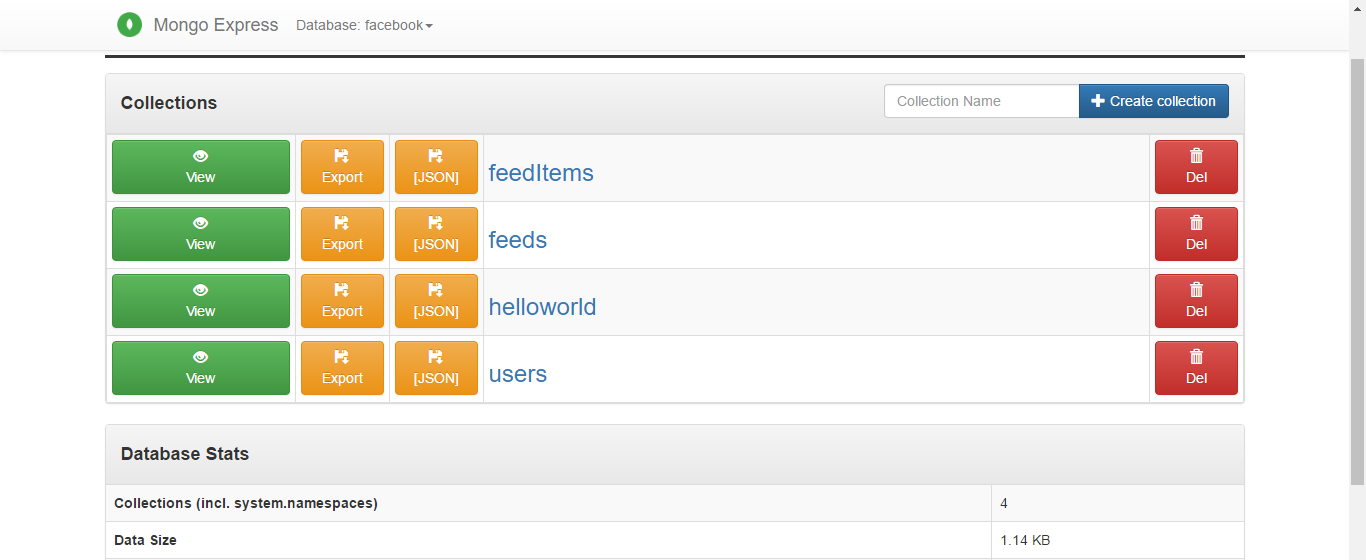 Mongo Express Database: facebook
Collections Collection Name Create collection
View Export [JSON] feedItems Del
View Export [JSON] feeds Del
View Export [JSON] helloworld Del
View Export [JSON] users Del
Database Stats
Collections (incl. system.namespaces) 4
Data Size 1.14 KB